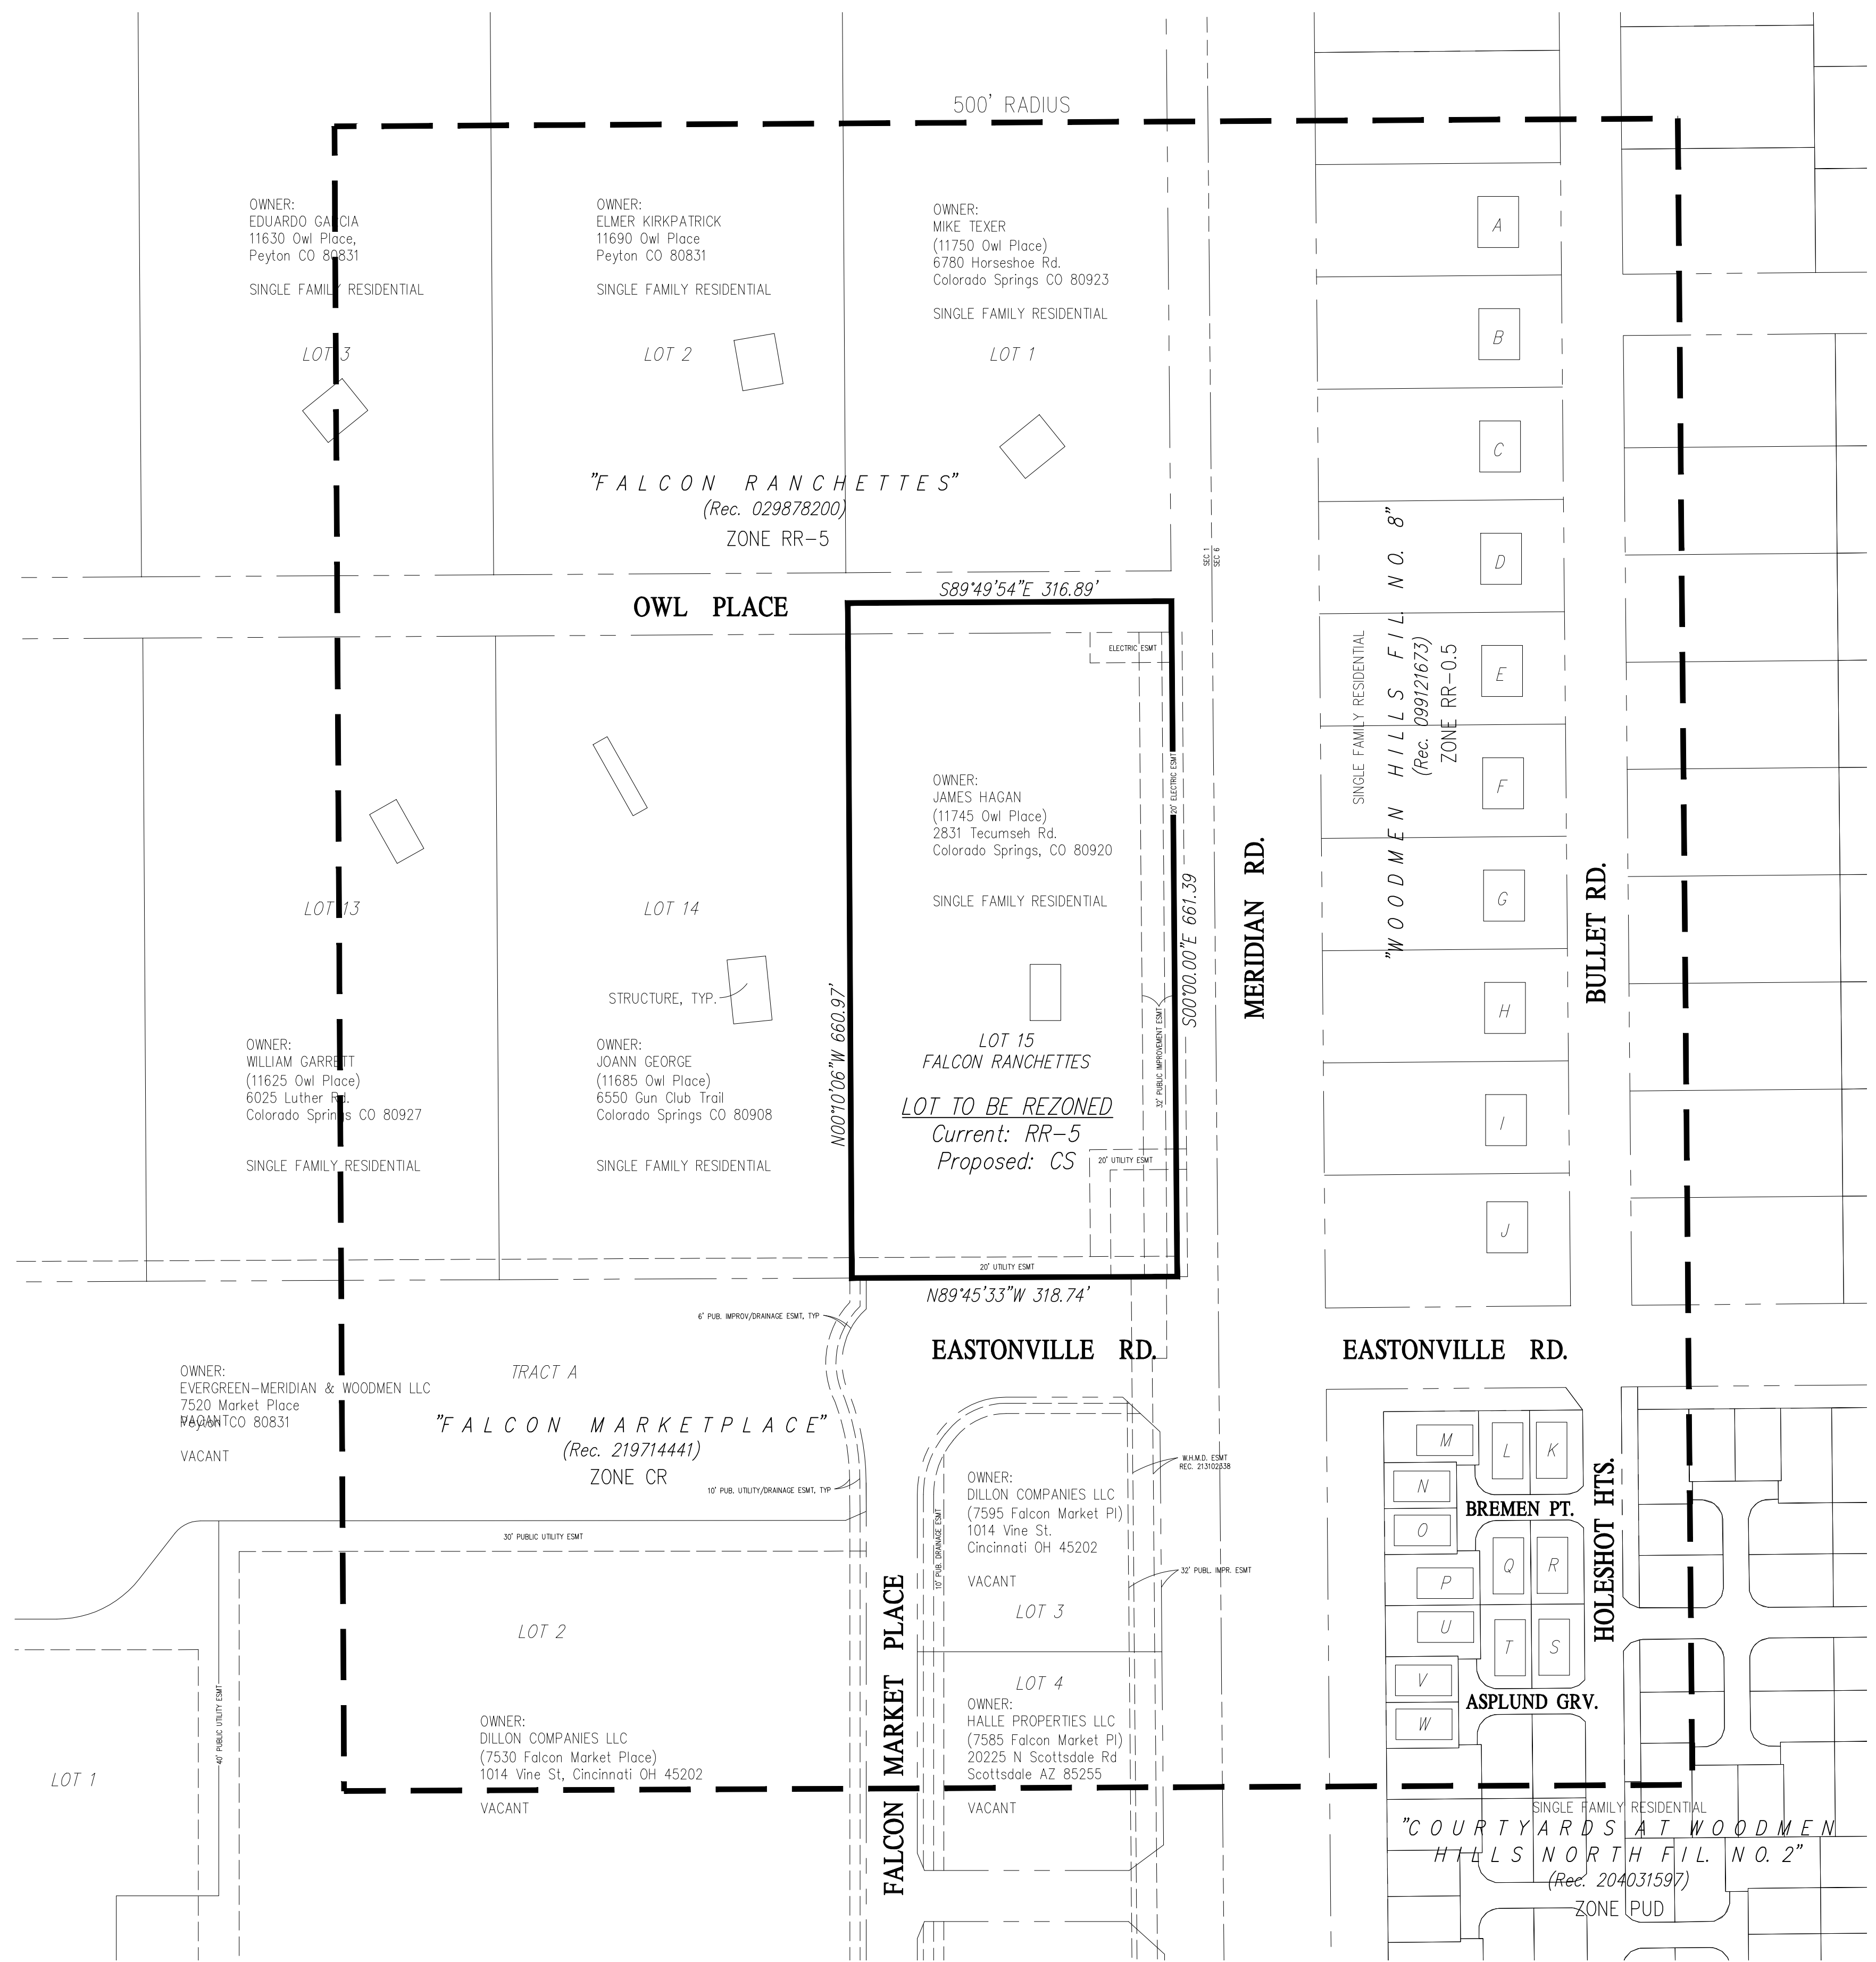 500' RADIUS
OWNER:
EDUARDO GARCIA
11630 Owl Place,
Peyton CO 80831
SINGLE FAMILY RESIDENTIAL
LOT 3
OWNER:
ELMER KIRKPATRICK
11690 Owl Place
Peyton CO 80831
SINGLE FAMILY RESIDENTIAL
LOT 2
OWNER:
MIKE TEXER
(11750 Owl Place)
6780 Horseshoe Rd.
Colorado Springs CO 80923
SINGLE FAMILY RESIDENTIAL
LOT 1
"FALCON RANCHETTES"
(Rec. 029878200)
ZONE RR-5
SEC 1
SEC 6
A
B
C
D
E
F
G
H
I
J
SINGLE FAMILY RESIDENTIAL
"WOODMEN HILLS FIL. NO. 8"
(Rec. 099121673)
ZONE RR-0.5
OWL PLACE
S89°49'54"E 316.89'
ELECTRIC ESMT
20' ELECTRIC ESMT
OWNER:
JAMES HAGAN
(11745 Owl Place)
2831 Tecumseh Rd.
Colorado Springs, CO 80920
SINGLE FAMILY RESIDENTIAL
S00°00.00"E 661.39
MERIDIAN RD.
BULLET RD.
LOT 13
LOT 14
STRUCTURE, TYP.
N00°10'06"W 660.97'
32' PUBLIC IMPROVEMENT ESMT
LOT 15
FALCON RANCHETTES
LOT TO BE REZONED
Current: RR-5
Proposed: CS
20' UTILITY ESMT
OWNER:
WILLIAM GARRETT
(11625 Owl Place)
6025 Luther Rd.
Colorado Springs CO 80927
SINGLE FAMILY RESIDENTIAL
OWNER:
JOANN GEORGE
(11685 Owl Place)
6550 Gun Club Trail
Colorado Springs CO 80908
SINGLE FAMILY RESIDENTIAL
20' UTILITY ESMT
N89°45'33"W 318.74'
6' PUB. IMPROV/DRAINAGE ESMT, TYP
EASTONVILLE RD.
EASTONVILLE RD.
OWNER:
EVERGREEN-MERIDIAN & WOODMEN LLC
7520 Market Place
Peyton CO 80831
VACANT
VACANT
TRACT A
"FALCON MARKETPLACE"
(Rec. 219714441)
ZONE CR
10' PUB. UTILITY/DRAINAGE ESMT, TYP
30' PUBLIC UTILITY ESMT
40' PUBLIC UTILITY ESMT
10' PUB. DRAINAGE ESMT
W.H.M.D. ESMT
REC. 213102338
32' PUBL. IMPR. ESMT
OWNER:
DILLON COMPANIES LLC
(7595 Falcon Market Pl)
1014 Vine St.
Cincinnati OH 45202
VACANT
LOT 3
LOT 4
OWNER:
HALLE PROPERTIES LLC
(7585 Falcon Market Pl)
20225 N Scottsdale Rd
Scottsdale AZ 85255
VACANT
FALCON MARKET PLACE
LOT 2
OWNER:
DILLON COMPANIES LLC
(7530 Falcon Market Place)
1014 Vine St, Cincinnati OH 45202
VACANT
LOT 1
M
L
K
N
BREMEN PT.
O
Q
R
P
U
T
S
V
ASPLUND GRV.
W
HOLESHOT HTS.
SINGLE FAMILY RESIDENTIAL
"COURTYARDS AT WOODMEN
HILLS NORTH FIL. NO. 2"
(Rec. 204031597)
ZONE PUD